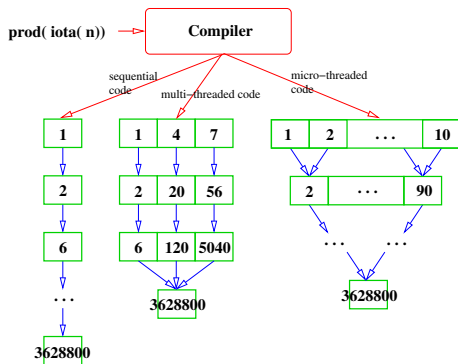 prod( iota( n))
Compiler
sequential
code
multi−threaded code
micro−threaded
code
1
1 4 7
1 2 . . . 10
2
2 20 56
2 . . . 90
6
6 120 5040
. . . . . .
. . .
3628800
3628800
3628800